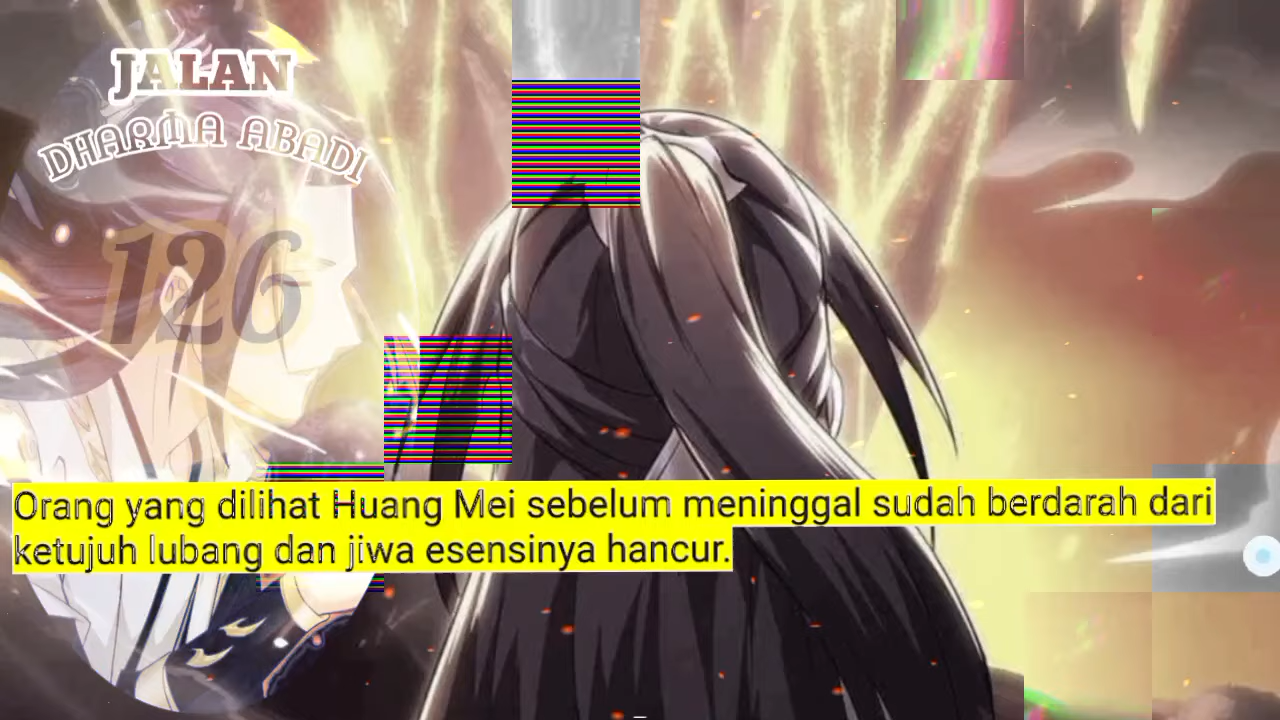 JALAN
DHARMA ABADI
126
Orang yang dilihat Huang Mei sebelum meninggal sudah berdarah dari
ketujuh lubang dan jiwa esensinya hancur.